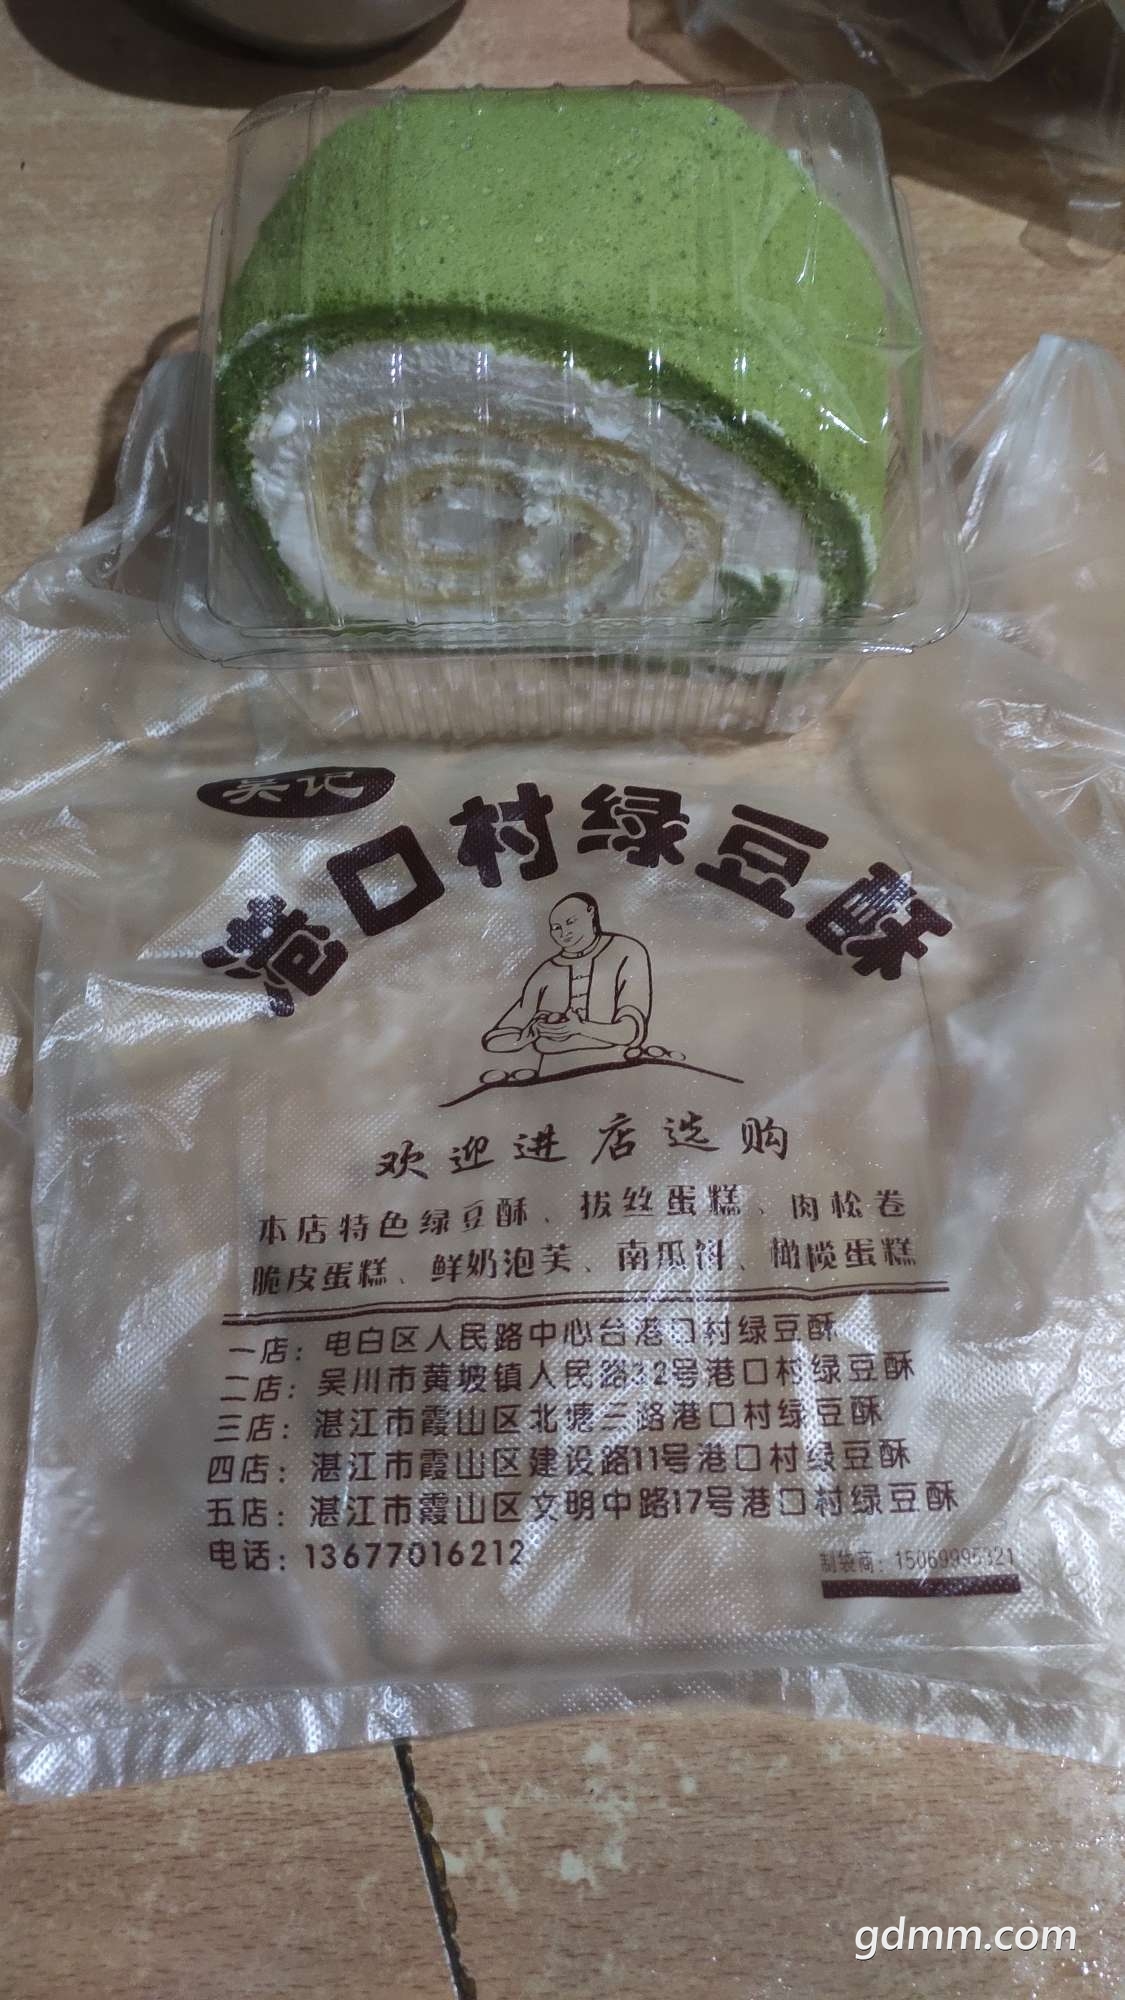 吴记
港口村绿豆酥
欢迎进店选购
本店特色绿豆酥、拔丝蛋糕、肉松卷
脆皮蛋糕、鲜奶泡芙、南瓜饼、橄榄蛋糕
一店：电白区人民路中心台港口村绿豆酥
二店：吴川市黄坡镇人民路32号港口村绿豆酥
三店：湛江市霞山区北塘三路港口村绿豆酥
四店：湛江市霞山区建设路11号港口村绿豆酥
五店：湛江市霞山区文明中路17号港口村绿豆酥
电话：13677016212
制袋商：15069995321
gdmm.com